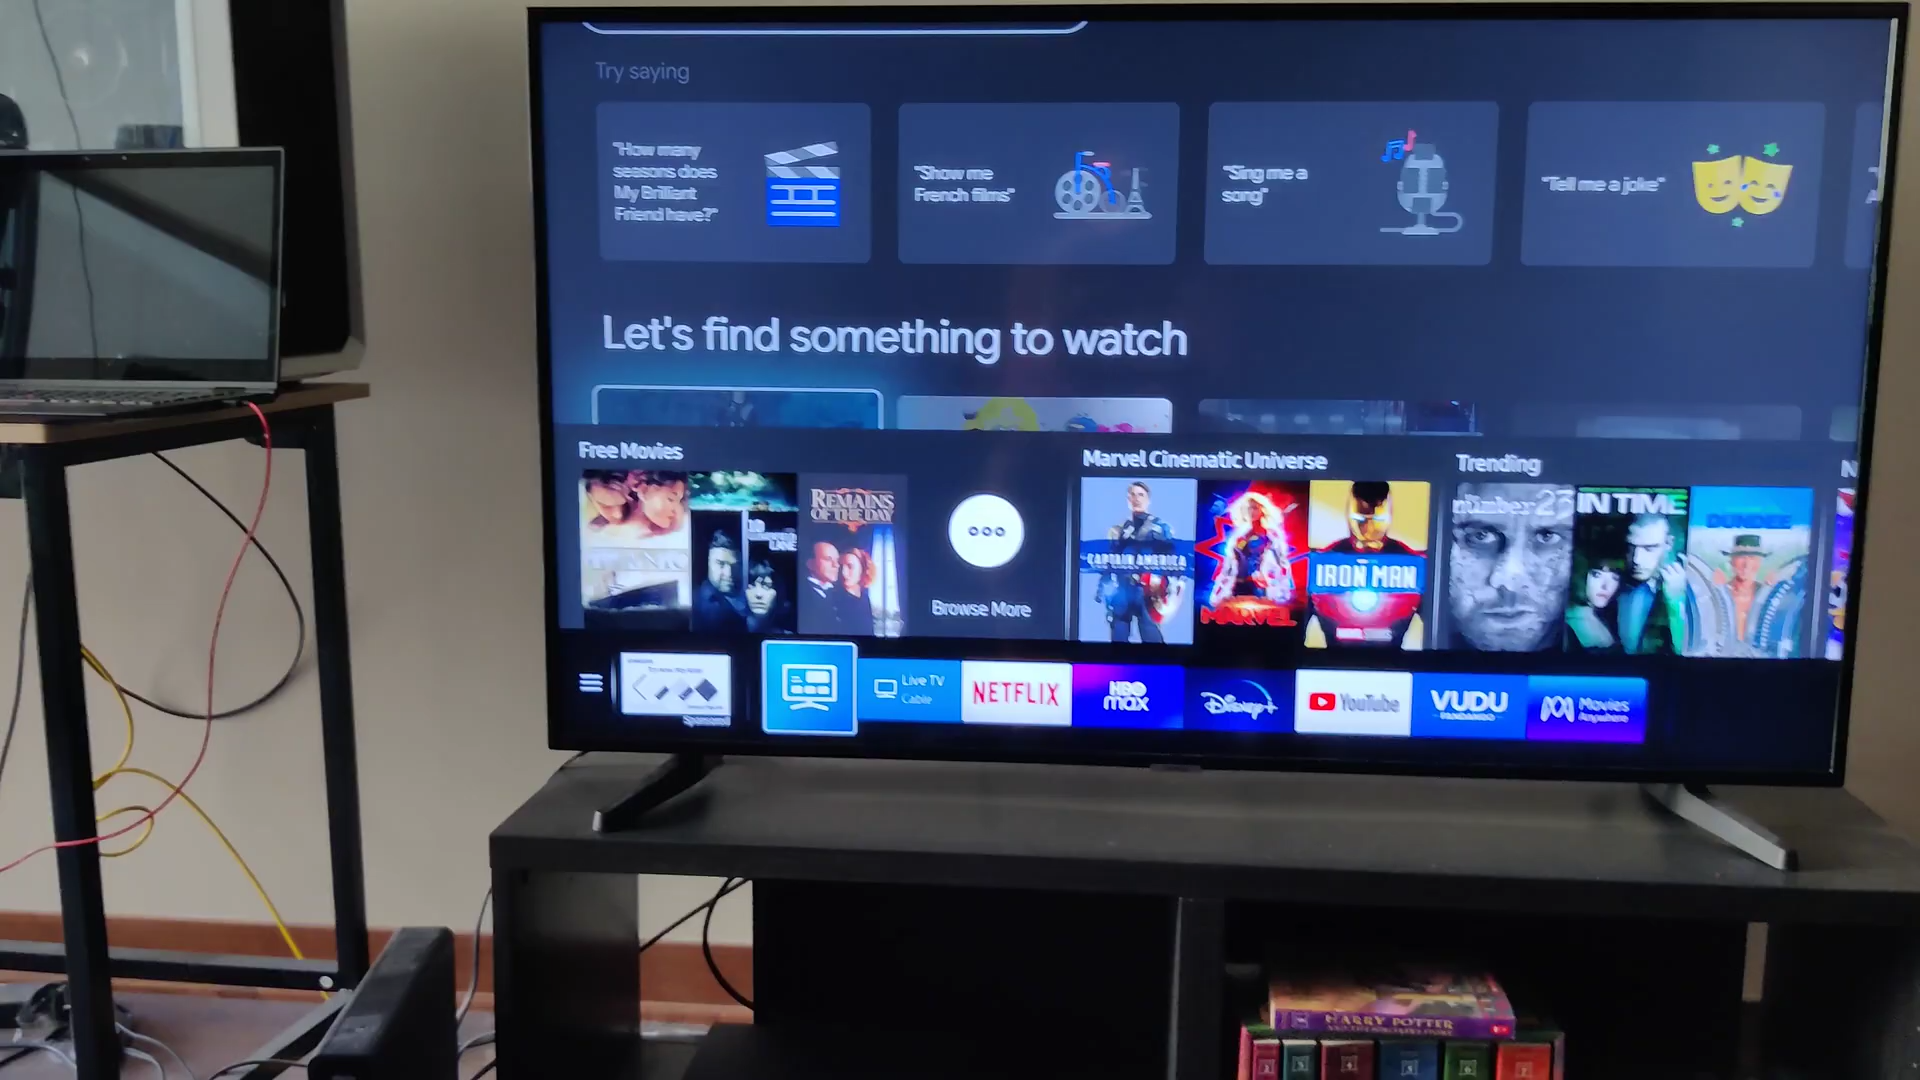 Try saying
"How many
seasons does
My Brilliant
Friend have?"
"Show me
French films"
"Sing me a
song"
"Tell me a joke"
Let's find something to watch
Free Movies
Marvel Cinematic Universe
Trending
N
REMAINS
OF THE DAY
Browse More
CAPTAIN AMERICA
MARVEL
IRON MAN
number 23
IN TIME
DUNDEE
Sponsored
Live TV
Cable
NETFLIX
HBO
max
Disney+
YouTube
VUDU
FANDANGO
Movies
Anywhere
HARRY POTTER